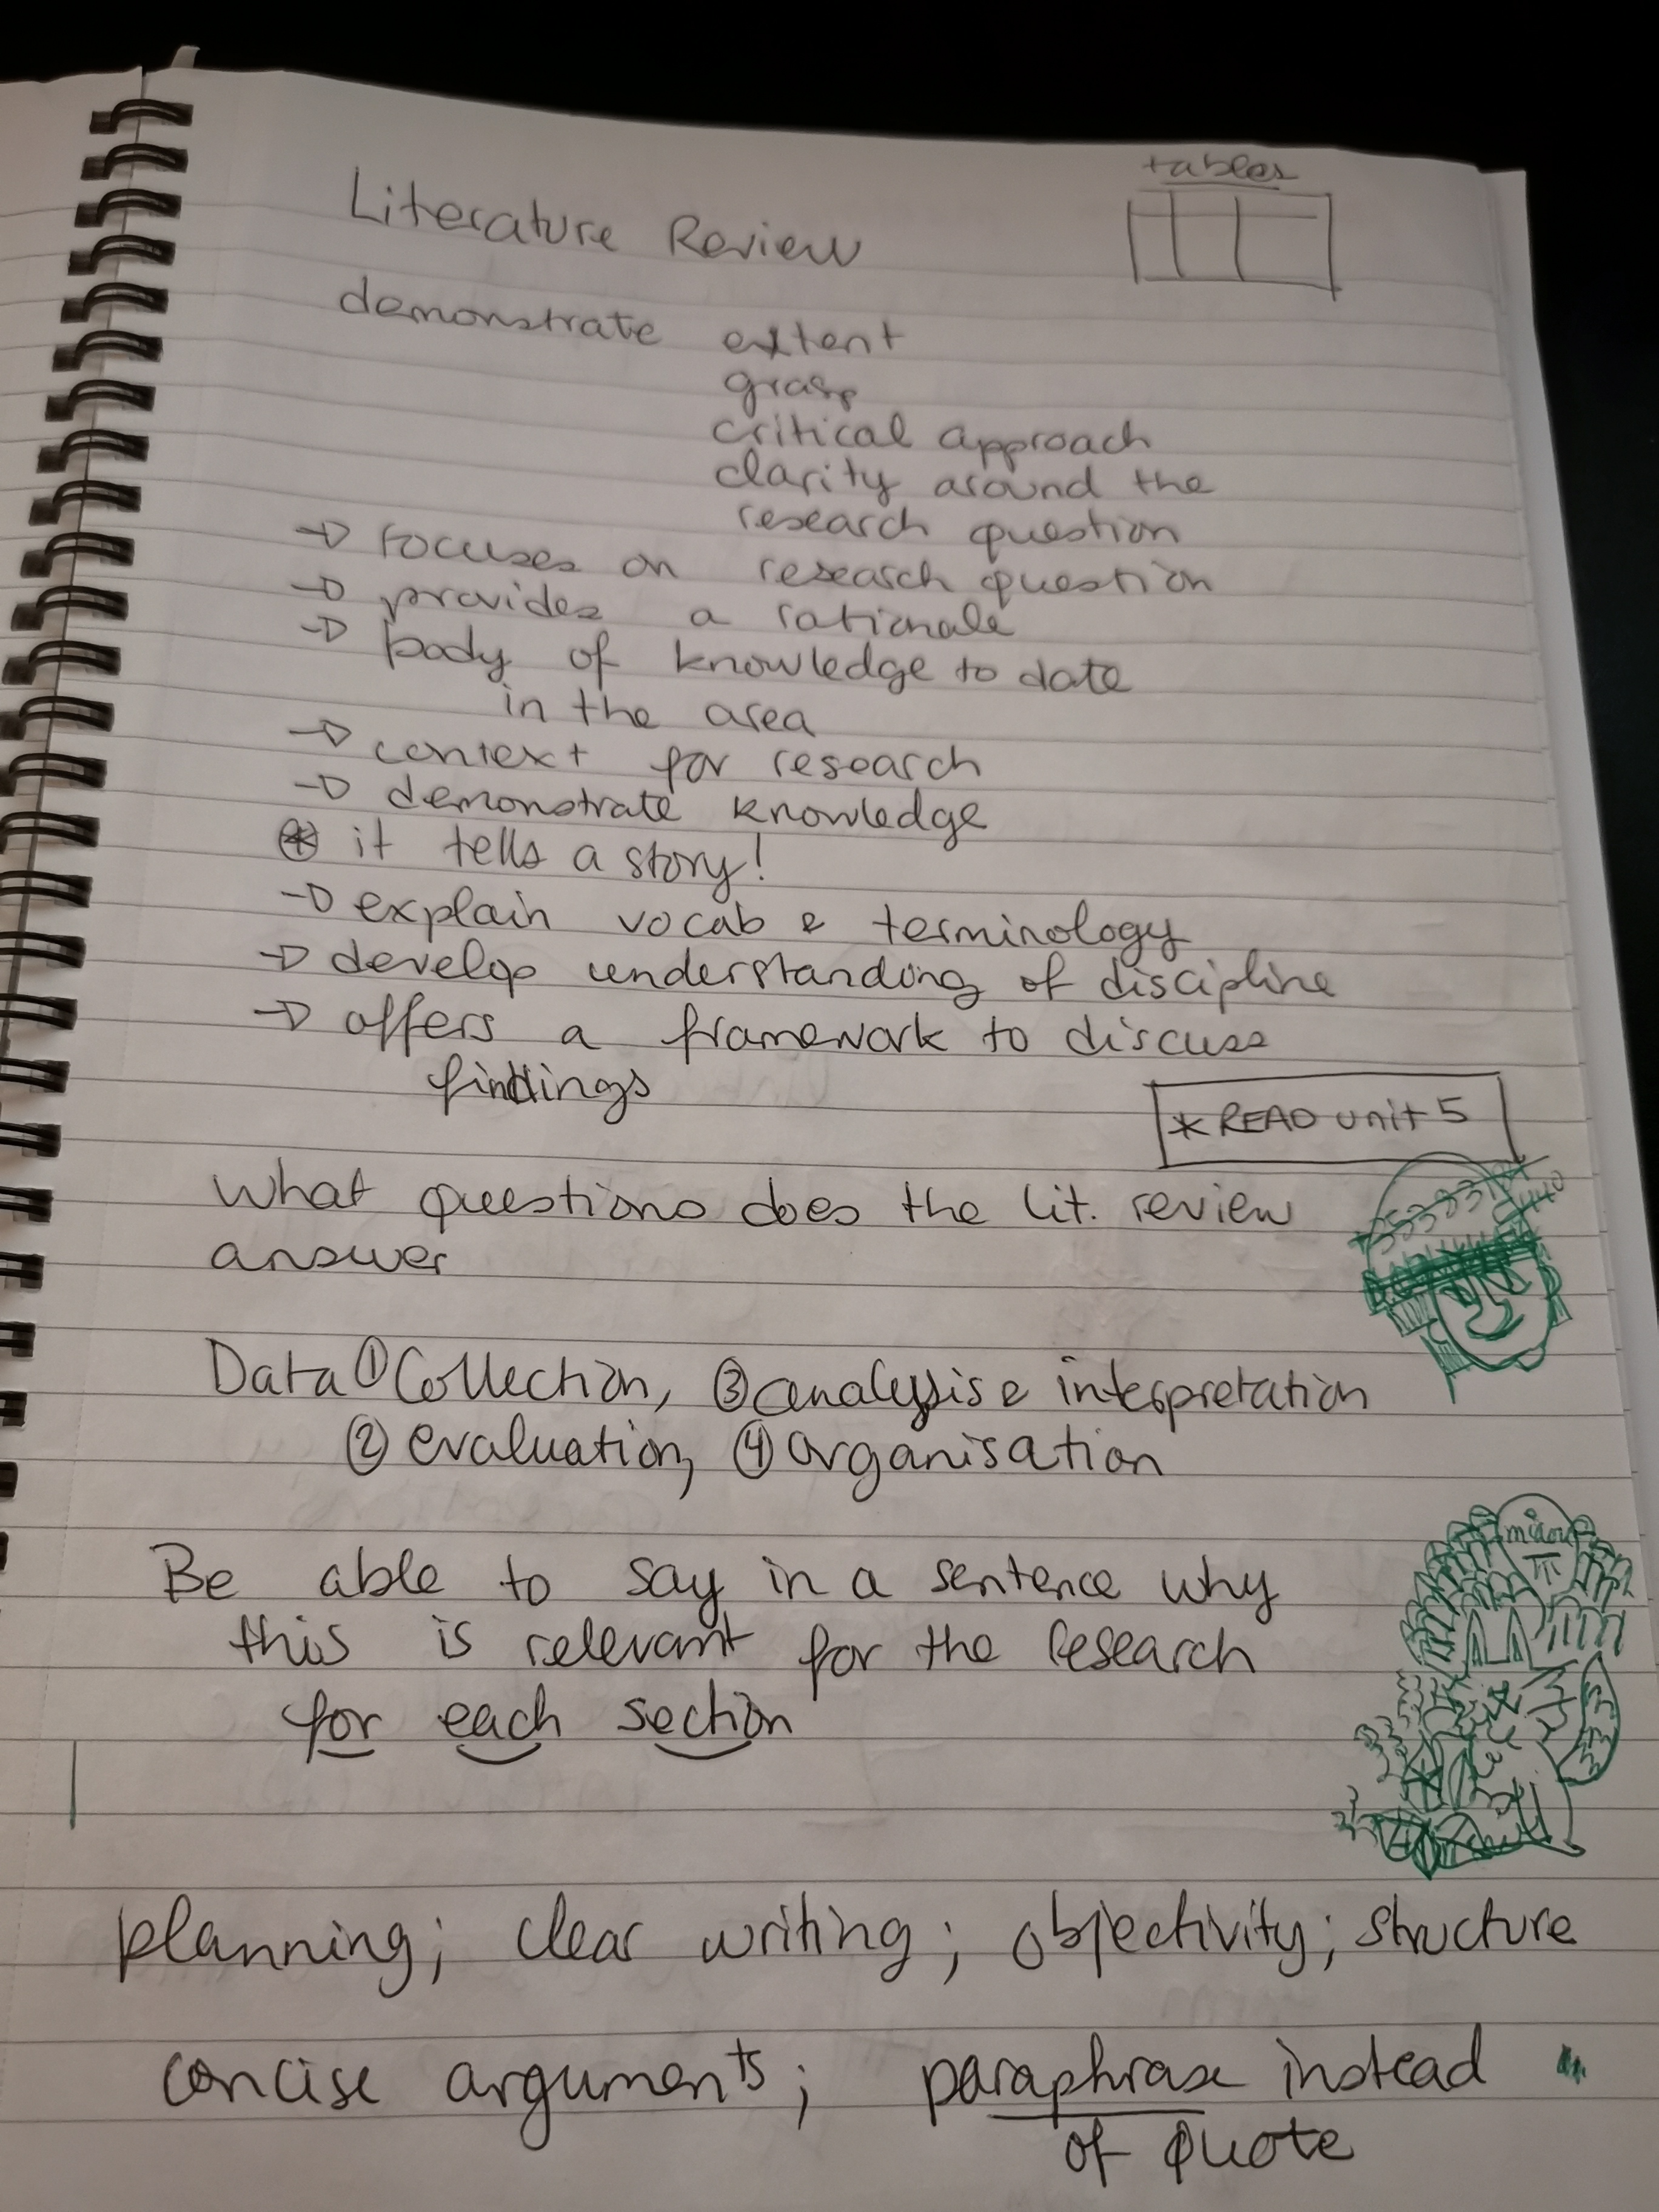 tables
Literature Review
demonstrate extent
grasp
critical approach
clarity around the
research question
→ focuses on research question
→ provides a rationale
→ body of knowledge to date
in the area
→ context for research
→ demonstrate knowledge
⊛ it tells a story!
→ explain vocab & terminology
→ develop understanding of discipline
→ offers a framework to discuss
findings
* READ unit 5
What questions does the lit. review
answer
Data ① Collection, ③ analysis & interpretation
② evaluation, ④ organisation
miaou
Be able to say in a sentence why
this is relevant for the research
for each section
planning; clear writing; objectivity; structure
concise arguments; paraphrase instead
of quote